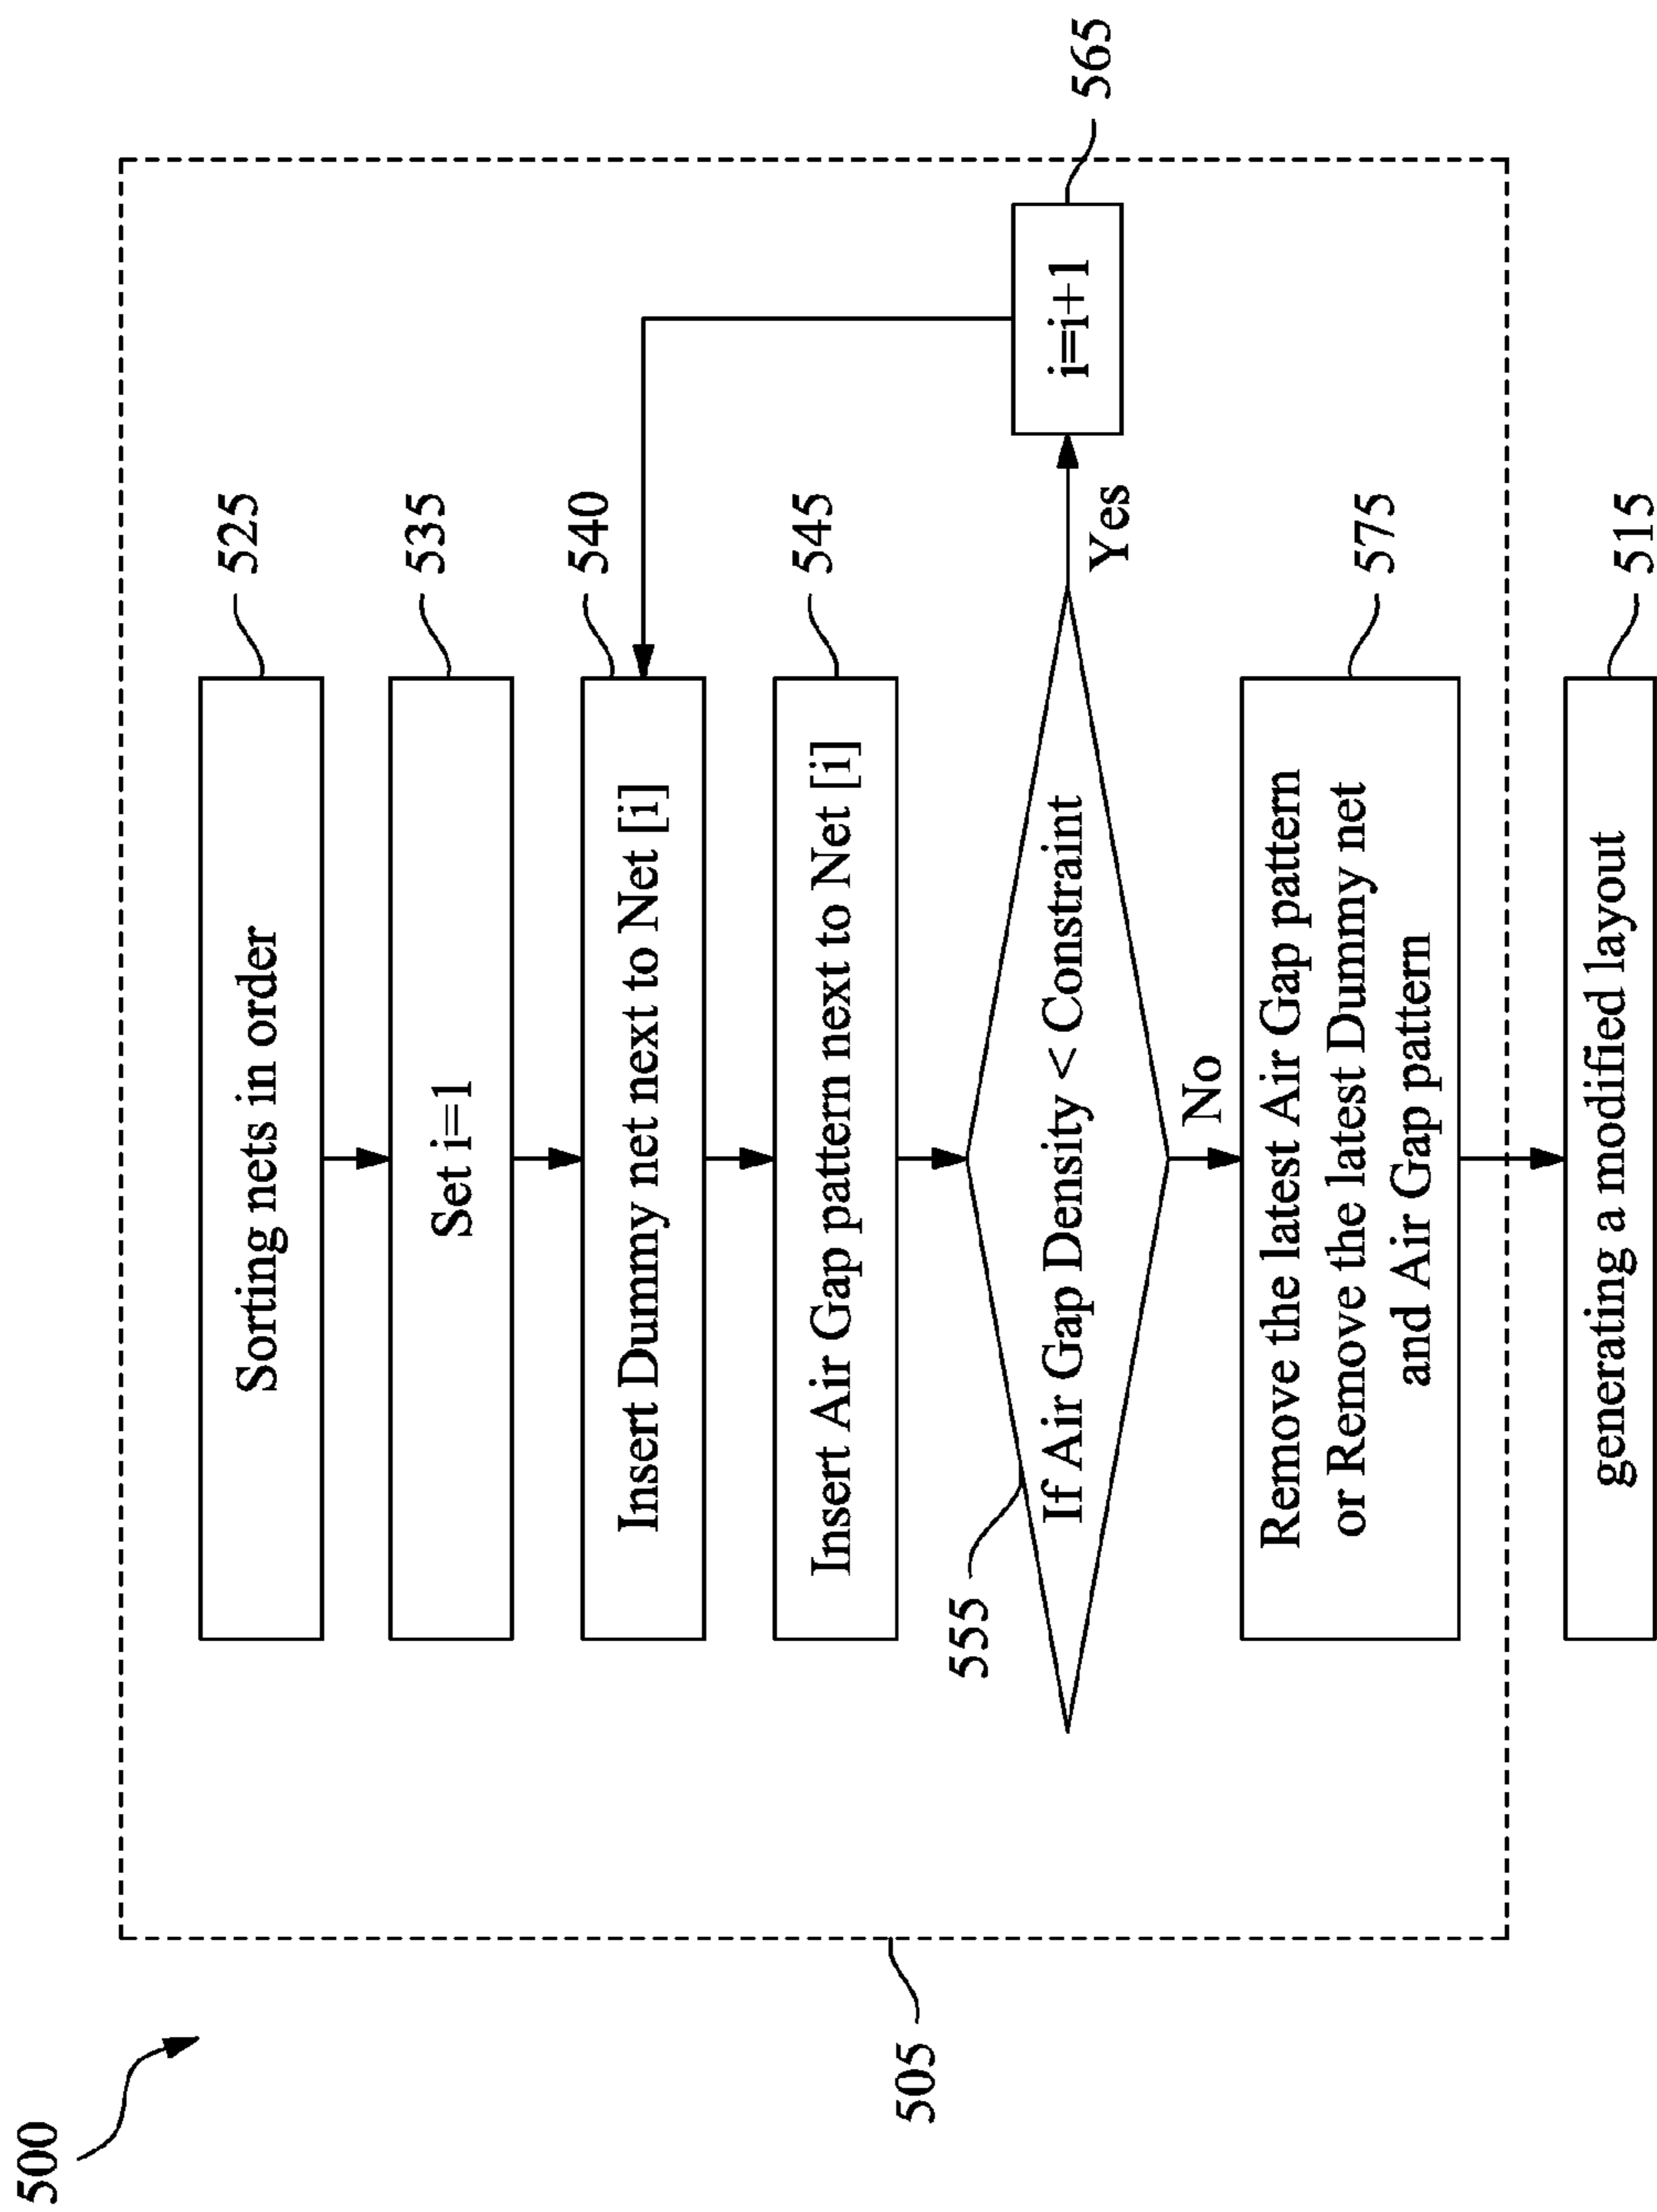 500
505
Sorting nets in order
525
Set i=1
535
Insert Dummy net next to Net [i]
540
Insert Air Gap pattern next to Net [i]
545
555
If Air Gap Density < Constraint
Yes
i=i+1
565
No
Remove the latest Air Gap pattern
or Remove the latest Dummy net
and Air Gap pattern
575
generating a modified layout
515